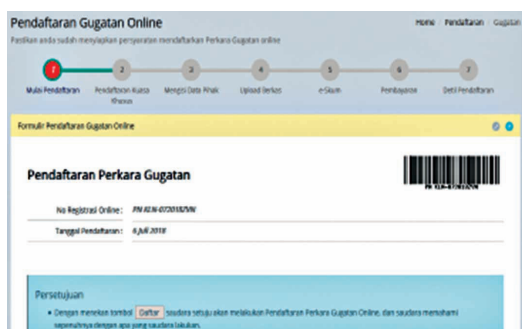 Pendaftaran Gugatan Online
Home / Pendaftaran / Gugatan
Pastikan anda sudah menyiapkan persyaratan mendaftarkan Perkara Gugatan online
1 2 3 4 5 6 7
Mulai Pendaftaran Pendaftaran Kuasa Khusus Mengisi Data Pihak Upload Berkas e-Skum Pembayaran Detil Pendaftaran
Formulir Pendaftaran Gugatan Online
Pendaftaran Perkara Gugatan
No Registrasi Online :
Tanggal Pendaftaran : 6 Juli 2018
Persetujuan
• Dengan menekan tombol Daftar saudara setuju akan melakukan Pendaftaran Perkara Gugatan Online, dan saudara memahami
sepenuhnya dengan apa yang saudara lakukan.